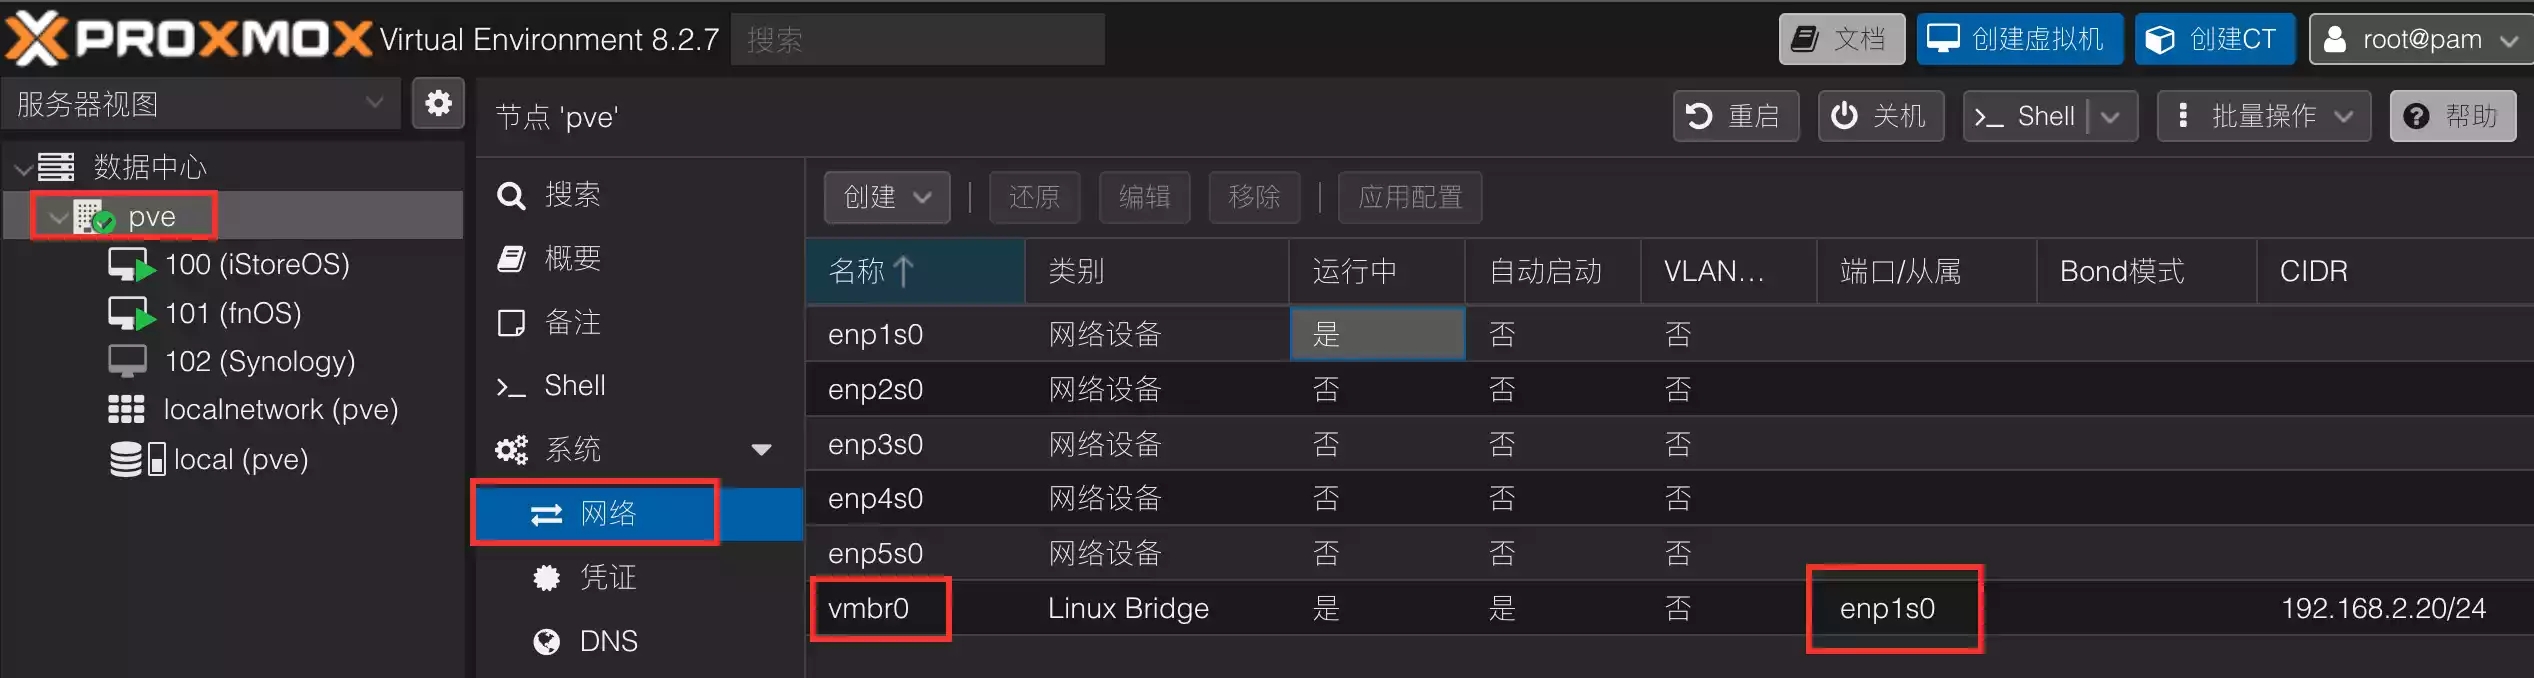 PROXMOX Virtual Environment 8.2.7 搜索 文档 创建虚拟机 创建CT root@pam
服务器视图
数据中心
pve
100 (iStoreOS)
101 (fnOS)
102 (Synology)
localnetwork (pve)
local (pve)
节点 'pve' 重启 关机 Shell 批量操作 帮助
搜索
概要
备注
Shell
系统
网络
凭证
DNS
创建 还原 编辑 移除 应用配置
名称 类别 运行中 自动启动 VLAN... 端口/从属 Bond模式 CIDR
enp1s0 网络设备 是 否 否
enp2s0 网络设备 否 否 否
enp3s0 网络设备 否 否 否
enp4s0 网络设备 否 否 否
enp5s0 网络设备 否 否 否
vmbr0 Linux Bridge 是 是 否 enp1s0 192.168.2.20/24